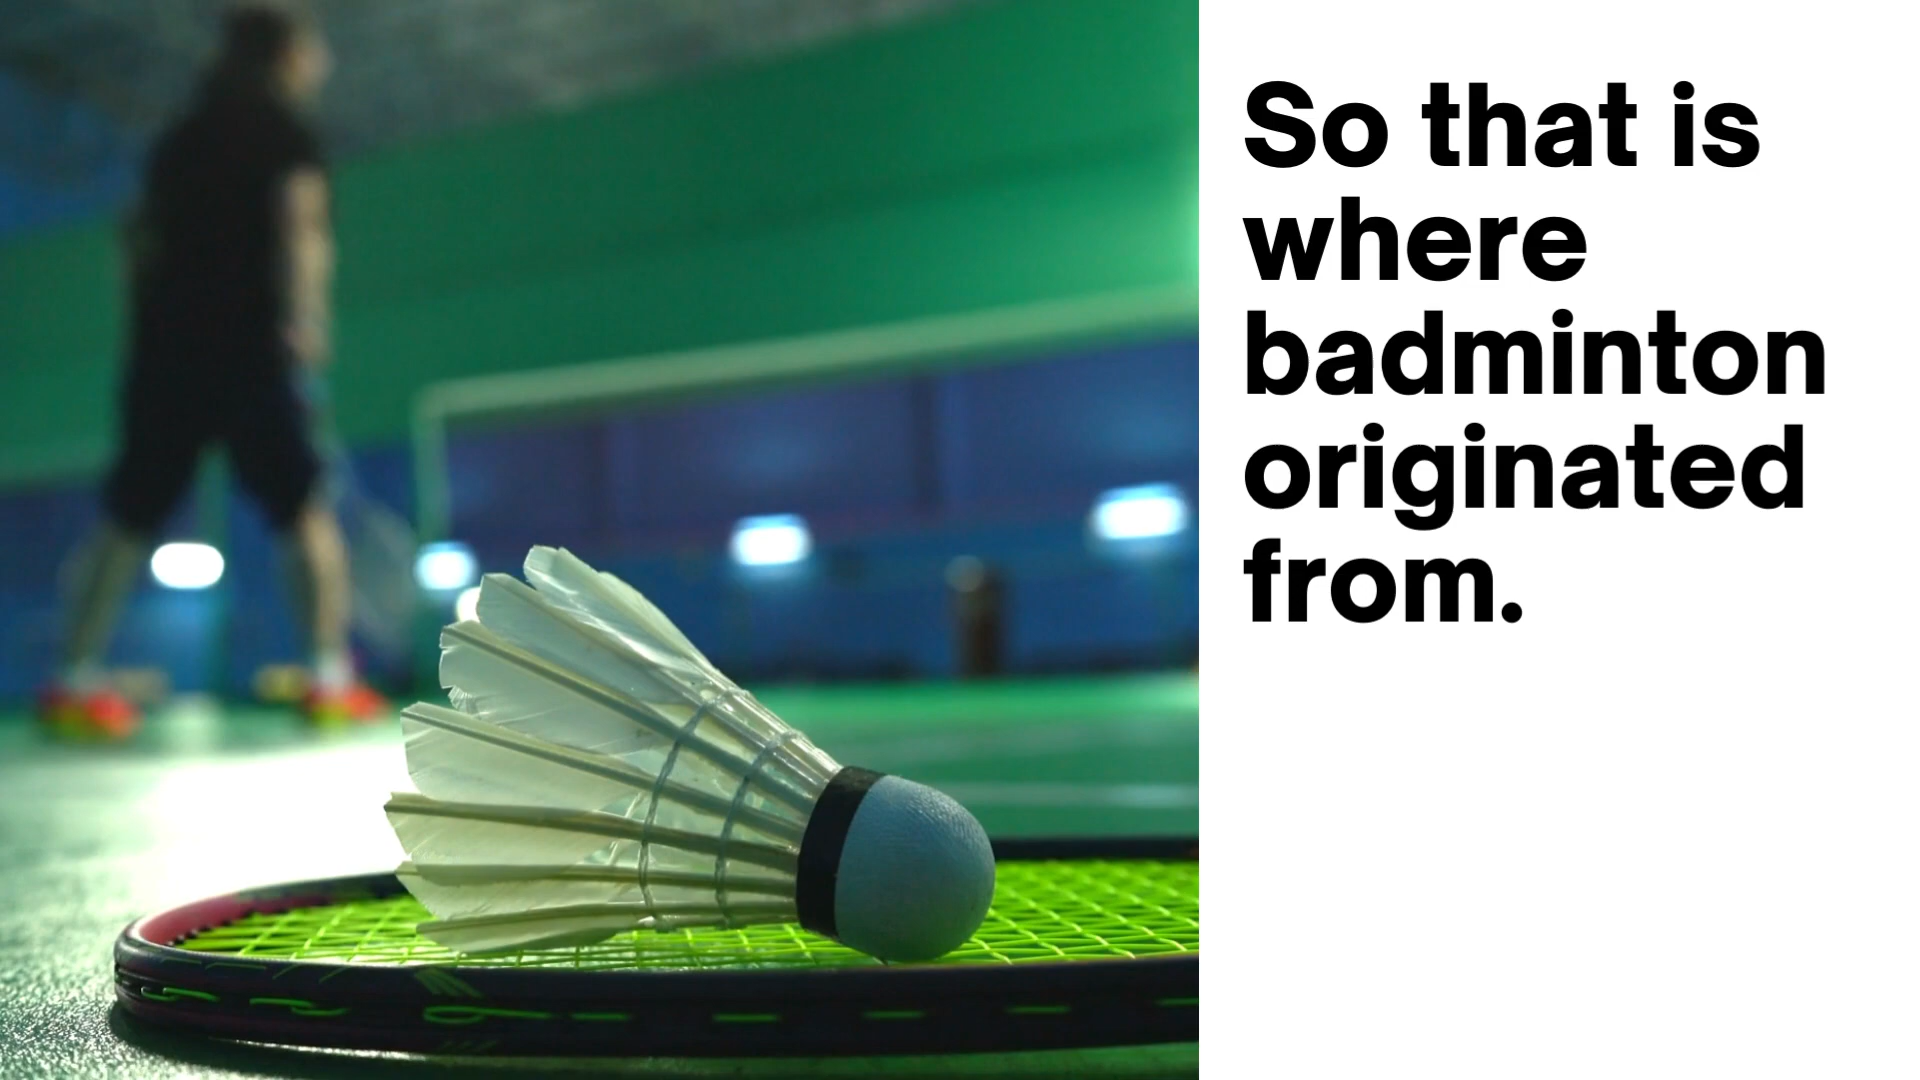 So that is
where
badminton
originated
from.